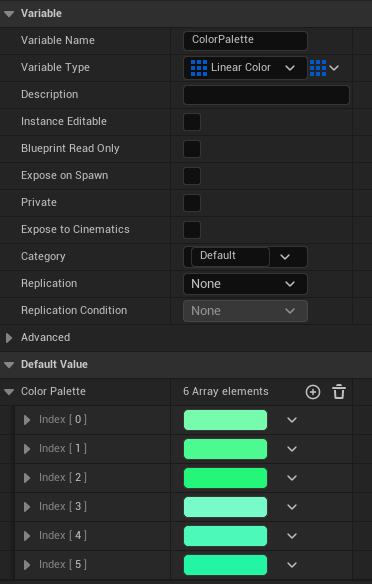 Variable
Variable Name ColorPalette
Variable Type Linear Color
Description
Instance Editable
Blueprint Read Only
Expose on Spawn
Private
Expose to Cinematics
Category Default
Replication None
Replication Condition None
Advanced
Default Value
Color Palette 6 Array elements
Index [ 0 ]
Index [ 1 ]
Index [ 2 ]
Index [ 3 ]
Index [ 4 ]
Index [ 5 ]